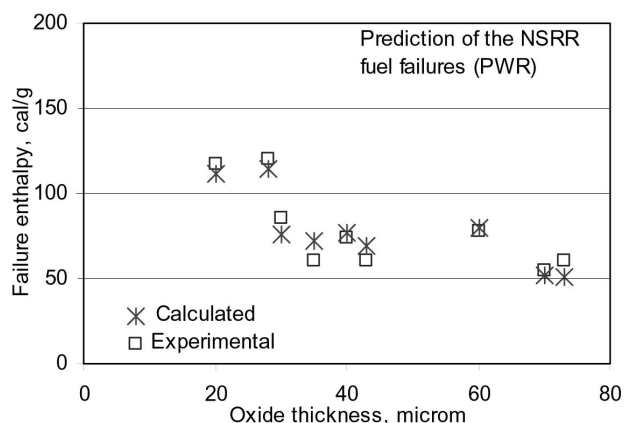 200
Prediction of the NSRR
fuel failures (PWR)
150
100
50
0
Failure enthalpy, cal/g
Calculated
Experimental
0 20 40 60 80
Oxide thickness, microm